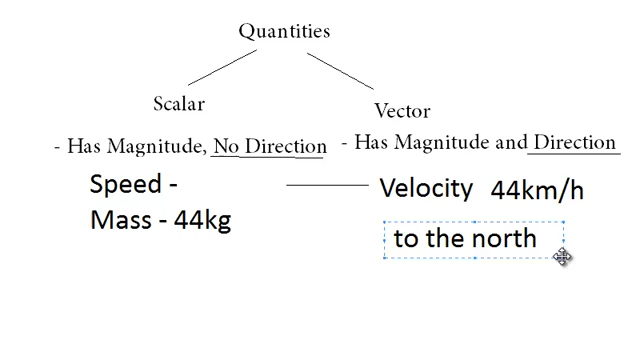 Quantities
Scalar
Vector
- Has Magnitude, No Direction
- Has Magnitude and Direction
Speed -
Velocity 44km/h
Mass - 44kg
to the north